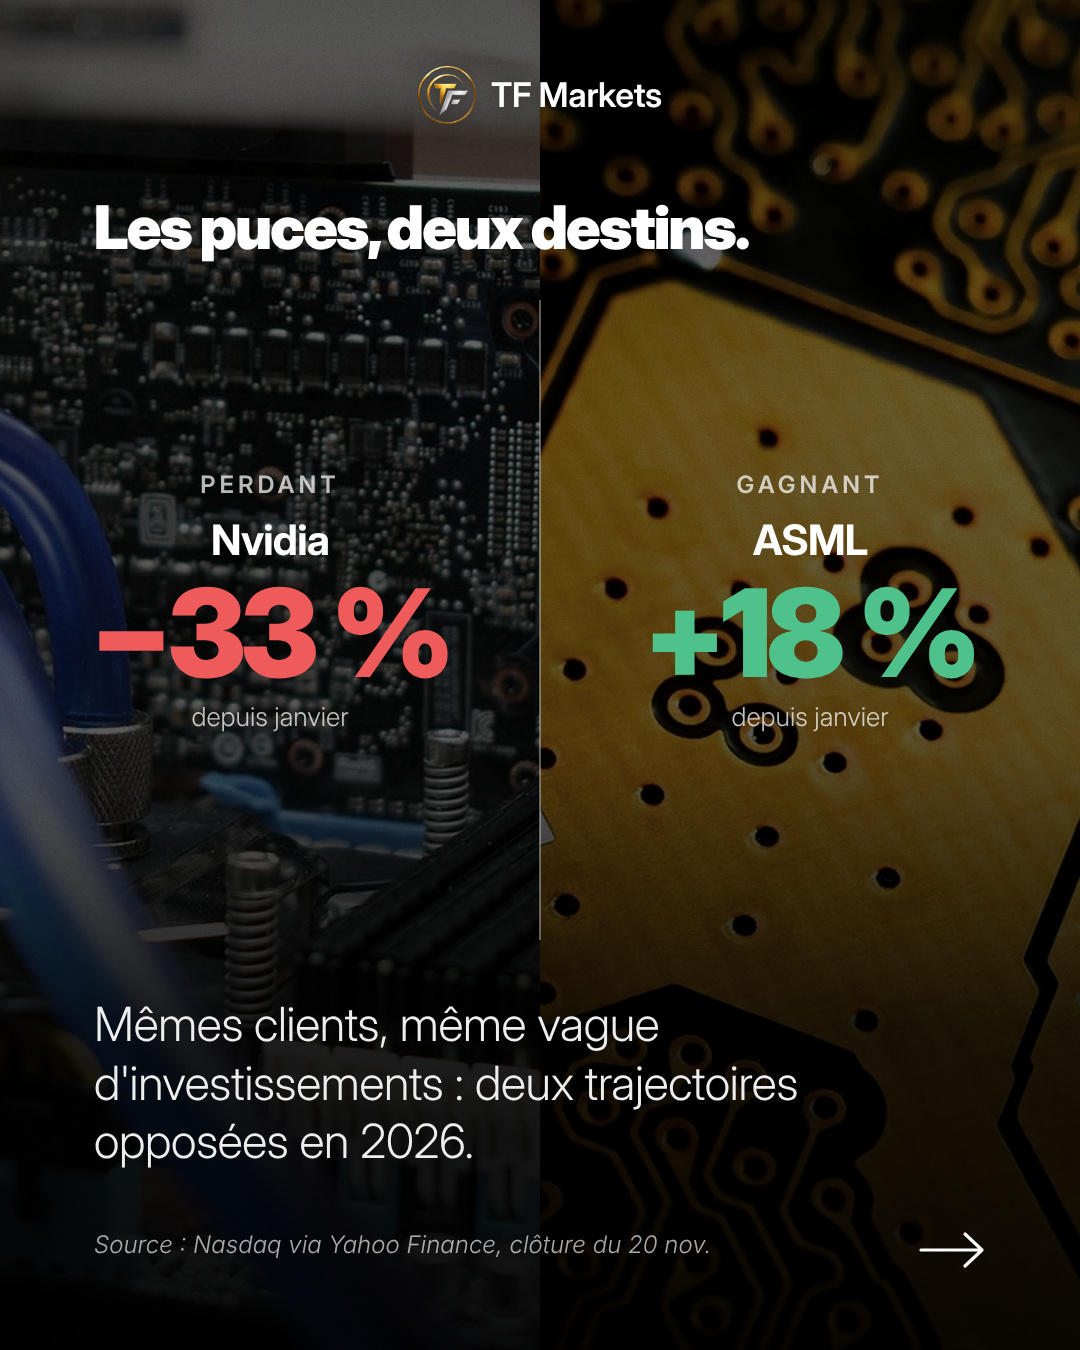 TF Markets
Les puces, deux destins.
PERDANT
Nvidia
−33 %
depuis janvier
GAGNANT
ASML
+18 %
depuis janvier
Mêmes clients, même vague
d'investissements : deux trajectoires
opposées en 2026.
Source : Nasdaq via Yahoo Finance, clôture du 20 nov.